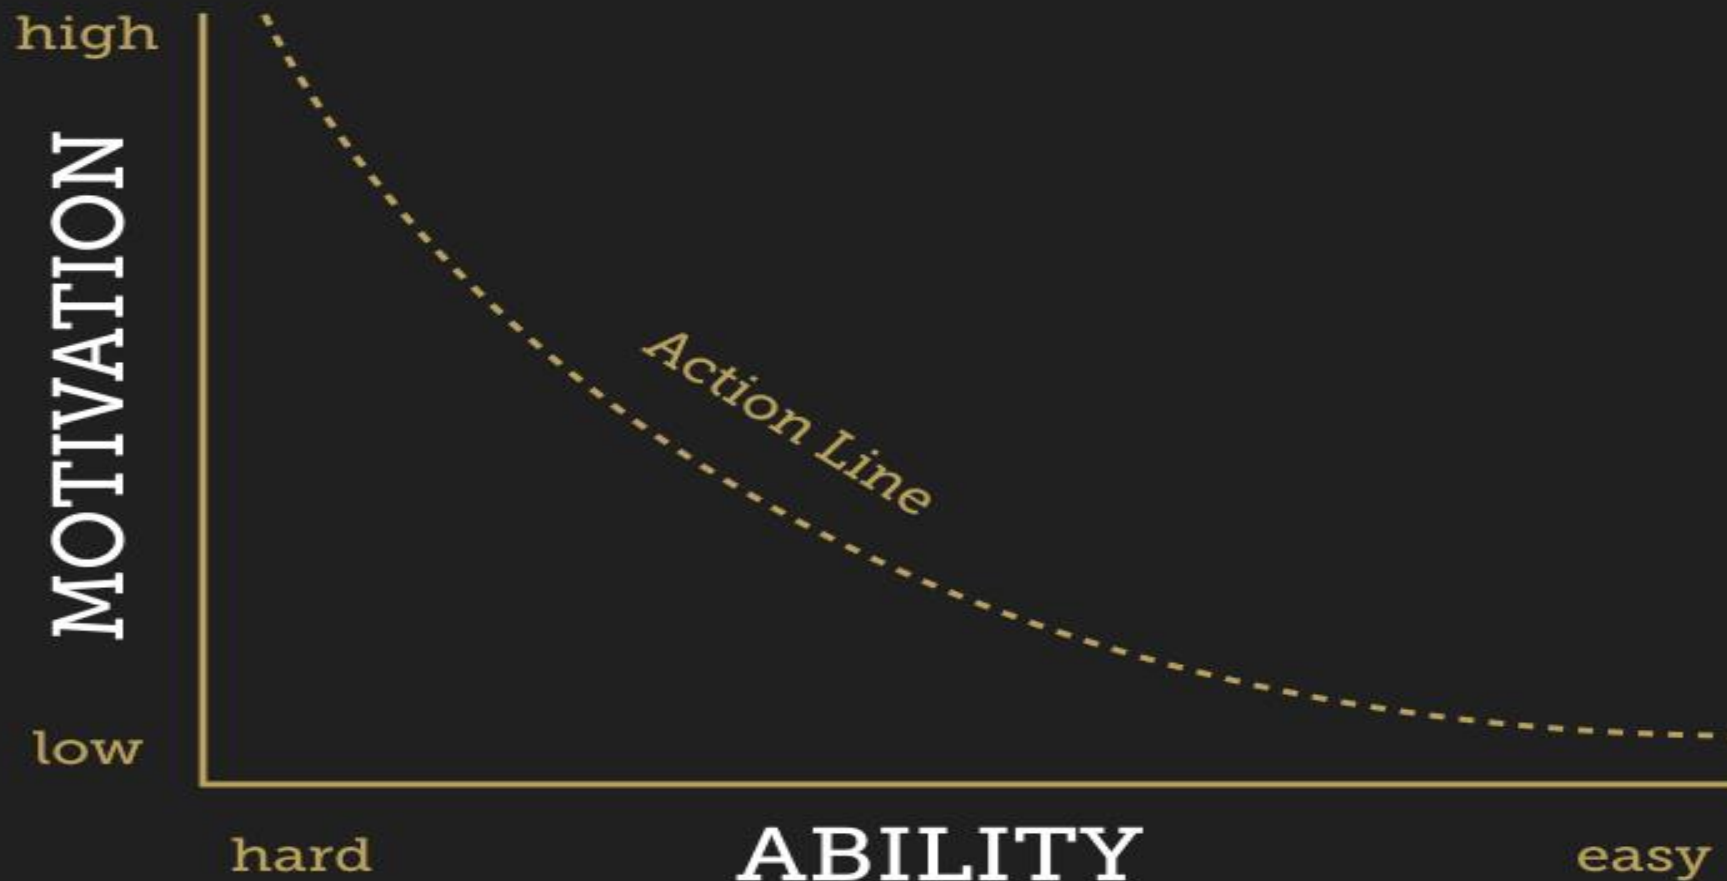 high
MOTIVATION
Action Line
low
hard
ABILITY
easy